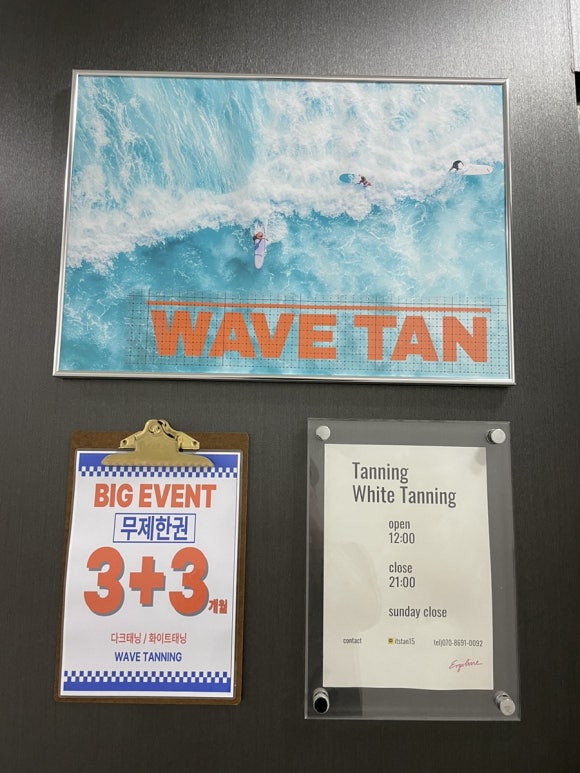 WAVE TAN
BIG EVENT
무제한권
3+3개월
다크태닝 / 화이트태닝
WAVE TANNING
Tanning
White Tanning
open
12:00
close
21:00
sunday close
contact itstan15 tel)070-8691-0092
Ergoline